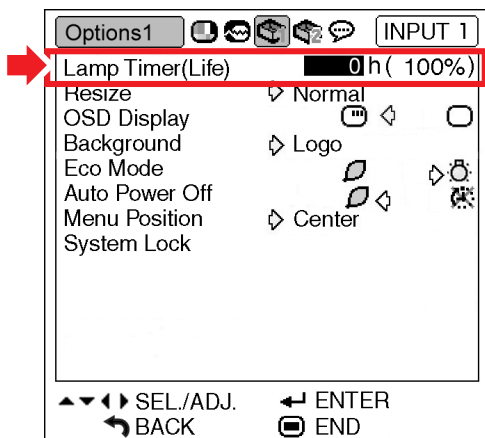 Options1 2 INPUT 1
Lamp Timer(Life) 0 h ( 100%)
Resize Normal
OSD Display
Background Logo
Eco Mode
Auto Power Off
Menu Position Center
System Lock
SEL./ADJ. ENTER
BACK END